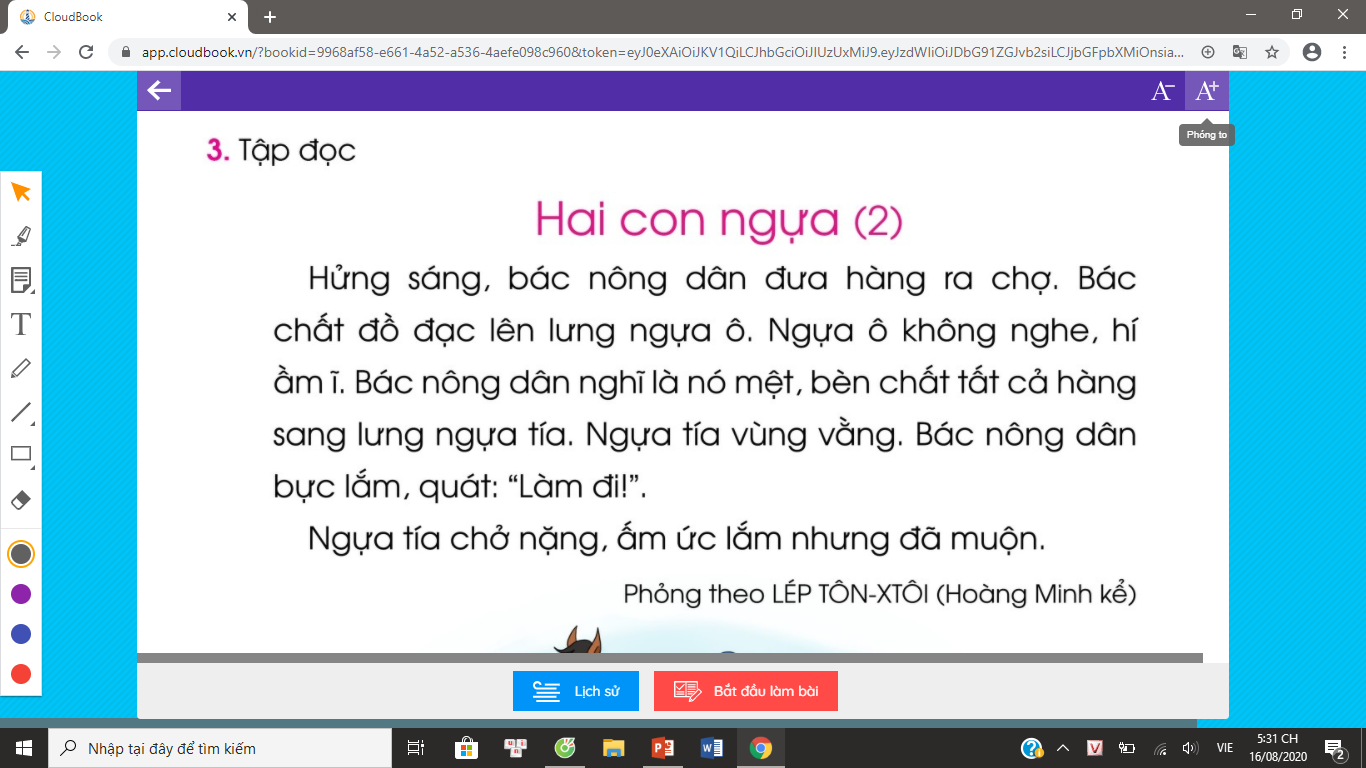 CloudBook
app.cloudbook.vn/?bookid=9968af58-e661-4a52-a536-4aefe098c960&token=eyJ0eXAiOiJKV1QiLCJhbGciOiJIUzUxMiJ9.eyJzdWIiOiJDbG91ZGJvb2siLCJjbGFpbXMiOnsia...
A- A+
Phóng to
3. Tập đọc
Hai con ngựa (2)
Hửng sáng, bác nông dân đưa hàng ra chợ. Bác
chất đồ đạc lên lưng ngựa ô. Ngựa ô không nghe, hí
ầm ĩ. Bác nông dân nghĩ là nó mệt, bèn chất tất cả hàng
sang lưng ngựa tía. Ngựa tía vùng vằng. Bác nông dân
bực lắm, quát: “Làm đi!”.
Ngựa tía chở nặng, ấm ức lắm nhưng đã muộn.
Phỏng theo LÉP TÔN-XTÔI (Hoàng Minh kể)
T
Lịch sử
Bắt đầu làm bài
Nhập tại đây để tìm kiếm
VIE
5:31 CH
16/08/2020
2